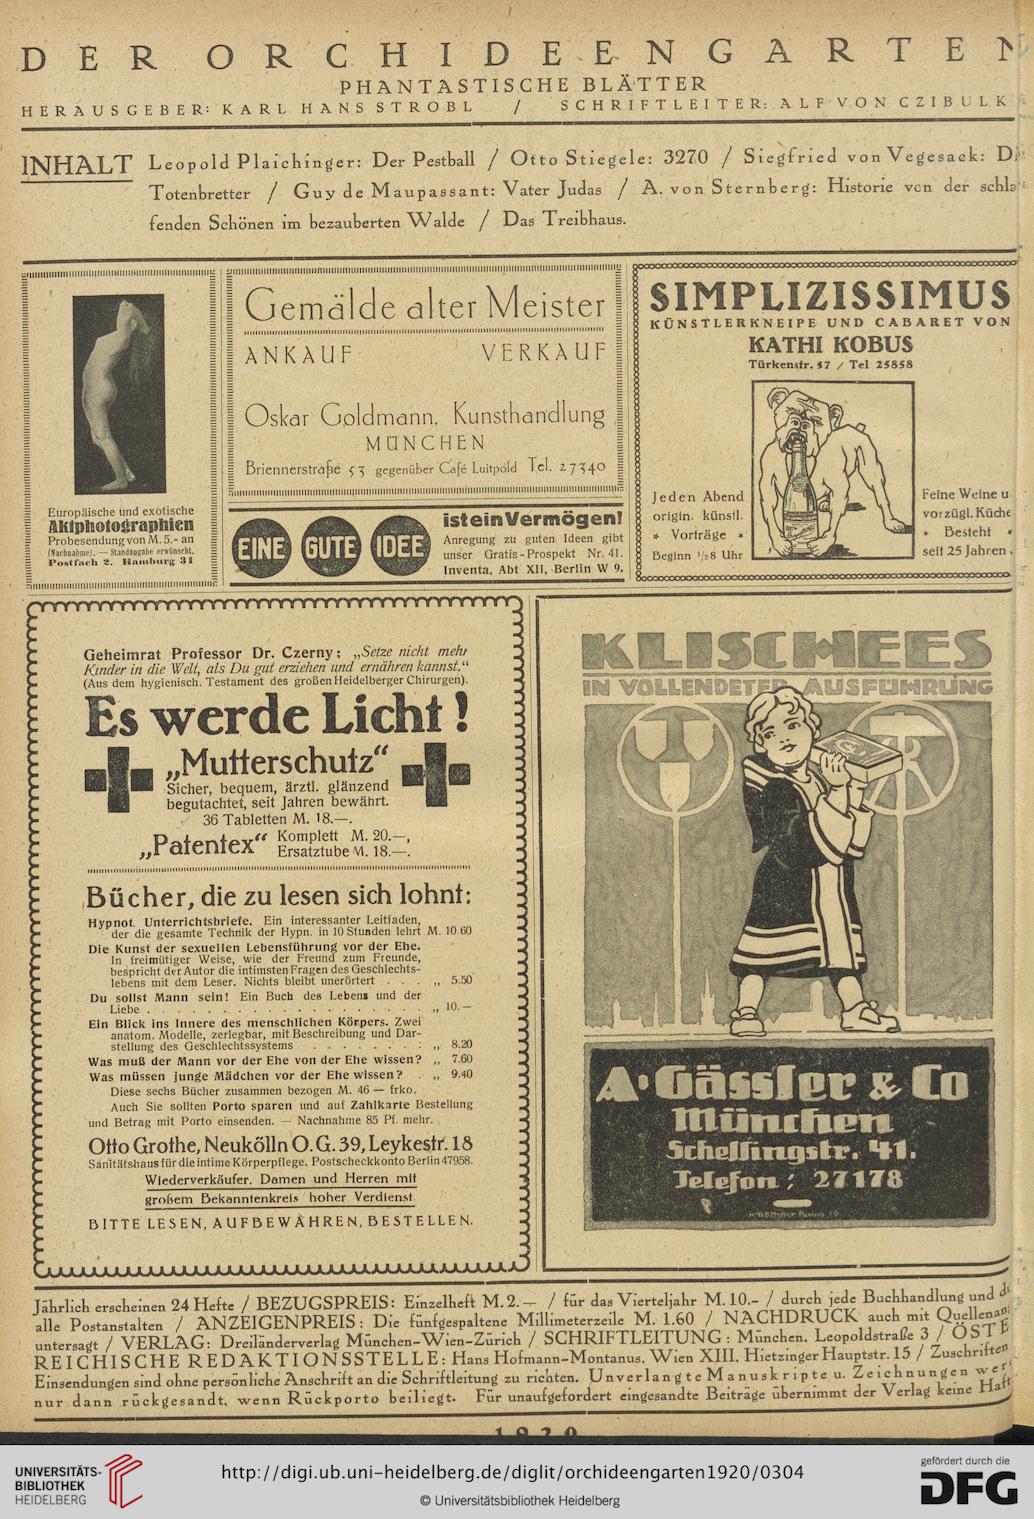 DER ORCHIDEENGARTEN
PHANTASTISCHE BLÄTTER
HERAUSGEBER: KARL HANS STROBL / SCHRIFTLEITER: ALF VON CZIBULK
INHALT Leopold Plaichinger: Der Pestball / Otto Stiegele: 3270 / Siegfried von Vegesack: Di
Totenbretter / Guy de Maupassant: Vater Judas / A. von Sternberg: Historie von der schla
fenden Schönen im bezauberten Walde / Das Treibhaus.
Europäische und exotische
Aktphotographien
Probesendung von M. 5.- an
(Nachnahme). — Standangabe erwünscht.
Postfach 2. Hamburg 31
Gemälde alter Meister
ANKAUF VERKAUF
Oskar Goldmann, Kunsthandlung
MÜNCHEN
Briennerstraße 53 gegenüber Café Luitpold Tel. 27340
EINE GUTE IDEE
ist ein Vermögen!
Anregung zu guten Ideen gibt
unser Gratis-Prospekt Nr. 41.
Inventa, Abt XII, Berlin W 9.
SIMPLIZISSIMUS
KÜNSTLERKNEIPE UND CABARET VON
KATHI KOBUS
Türkenstr. 57 / Tel 25858
Jeden Abend
origin. künstl.
* Vorträge *
Beginn ½8 Uhr
Feine Weine u
vorzügl. Küche
* Besteht *
seit 25 Jahren.
Geheimrat Professor Dr. Czerny: „Setze nicht mehr
Kinder in die Welt, als Du gut erziehen und ernähren kannst.“
(Aus dem hygienisch. Testament des großen Heidelberger Chirurgen).
Es werde Licht!
„Mutterschutz“
Sicher, bequem, ärztl. glänzend
begutachtet, seit Jahren bewährt.
36 Tabletten M. 18.—.
„Patentex“ Komplett M. 20.—,
Ersatztube M. 18.—.
Bücher, die zu lesen sich lohnt:
Hypnot. Unterrichtsbriefe. Ein interessanter Leitfaden,
der die gesamte Technik der Hypn. in 10 Stunden lehrt M. 10 60
Die Kunst der sexuellen Lebensführung vor der Ehe.
In freimütiger Weise, wie der Freund zum Freunde,
bespricht der Autor die intimsten Fragen des Geschlechts-
lebens mit dem Leser. Nichts bleibt unerörtert . . . „ 5.50
Du sollst Mann sein! Ein Buch des Lebens und der
Liebe . . . . . . . . . . . . . . . . . . „ 10.—
Ein Blick ins Innere des menschlichen Körpers. Zwei
anatom. Modelle, zerlegbar, mit Beschreibung und Dar-
stellung des Geschlechtssystems . . . . . . . „ 8.20
Was muß der Mann vor der Ehe von der Ehe wissen? „ 7.60
Was müssen junge Mädchen vor der Ehe wissen? . „ 9.40
Diese sechs Bücher zusammen bezogen M. 46 — frko.
Auch Sie sollten Porto sparen und auf Zahlkarte Bestellung
und Betrag mit Porto einsenden. — Nachnahme 85 Pf. mehr.
Otto Grothe, Neukölln O.G. 39, Leykestr. 18
Sanitätshaus für die intime Körperpflege. Postscheckkonto Berlin 47958.
Wiederverkäufer. Damen und Herren mit
großem Bekanntenkreis hoher Verdienst.
BITTE LESEN, AUFBEWAHREN, BESTELLEN.
KLISCHEES
IN VOLLENDETER AUSFÜHRUNG
A. Gässler & Co
München
Schellingstr. 41.
Telefon: 27178
Jährlich erscheinen 24 Hefte / BEZUGSPREIS: Einzelheft M. 2.— / für das Vierteljahr M. 10.- / durch jede Buchhandlung und d
alle Postanstalten / ANZEIGENPREIS: Die fünfgespaltene Millimeterzeile M. 1.60 / NACHDRUCK auch mit Quellenan
untersagt / VERLAG: Dreiländerverlag München-Wien-Zürich / SCHRIFTLEITUNG: München, Leopoldstraße 3 / ÖSTE
REICHISCHE REDAKTIONSSTELLE: Hans Hofmann-Montanus, Wien XIII, Hietzinger Hauptstr. 15 / Zuschriften
Einsendungen sind ohne persönliche Anschrift an die Schriftleitung zu richten. Unverlangte Manuskripte u. Zeichnungen wer
nur dann rückgesandt, wenn Rückporto beiliegt. Für unaufgefordert eingesandte Beiträge übernimmt der Verlag keine Haft
1920
UNIVERSITÄTS-
BIBLIOTHEK
HEIDELBERG
http://digi.ub.uni-heidelberg.de/diglit/orchideengarten1920/0304
© Universitätsbibliothek Heidelberg
gefördert durch die
DFG